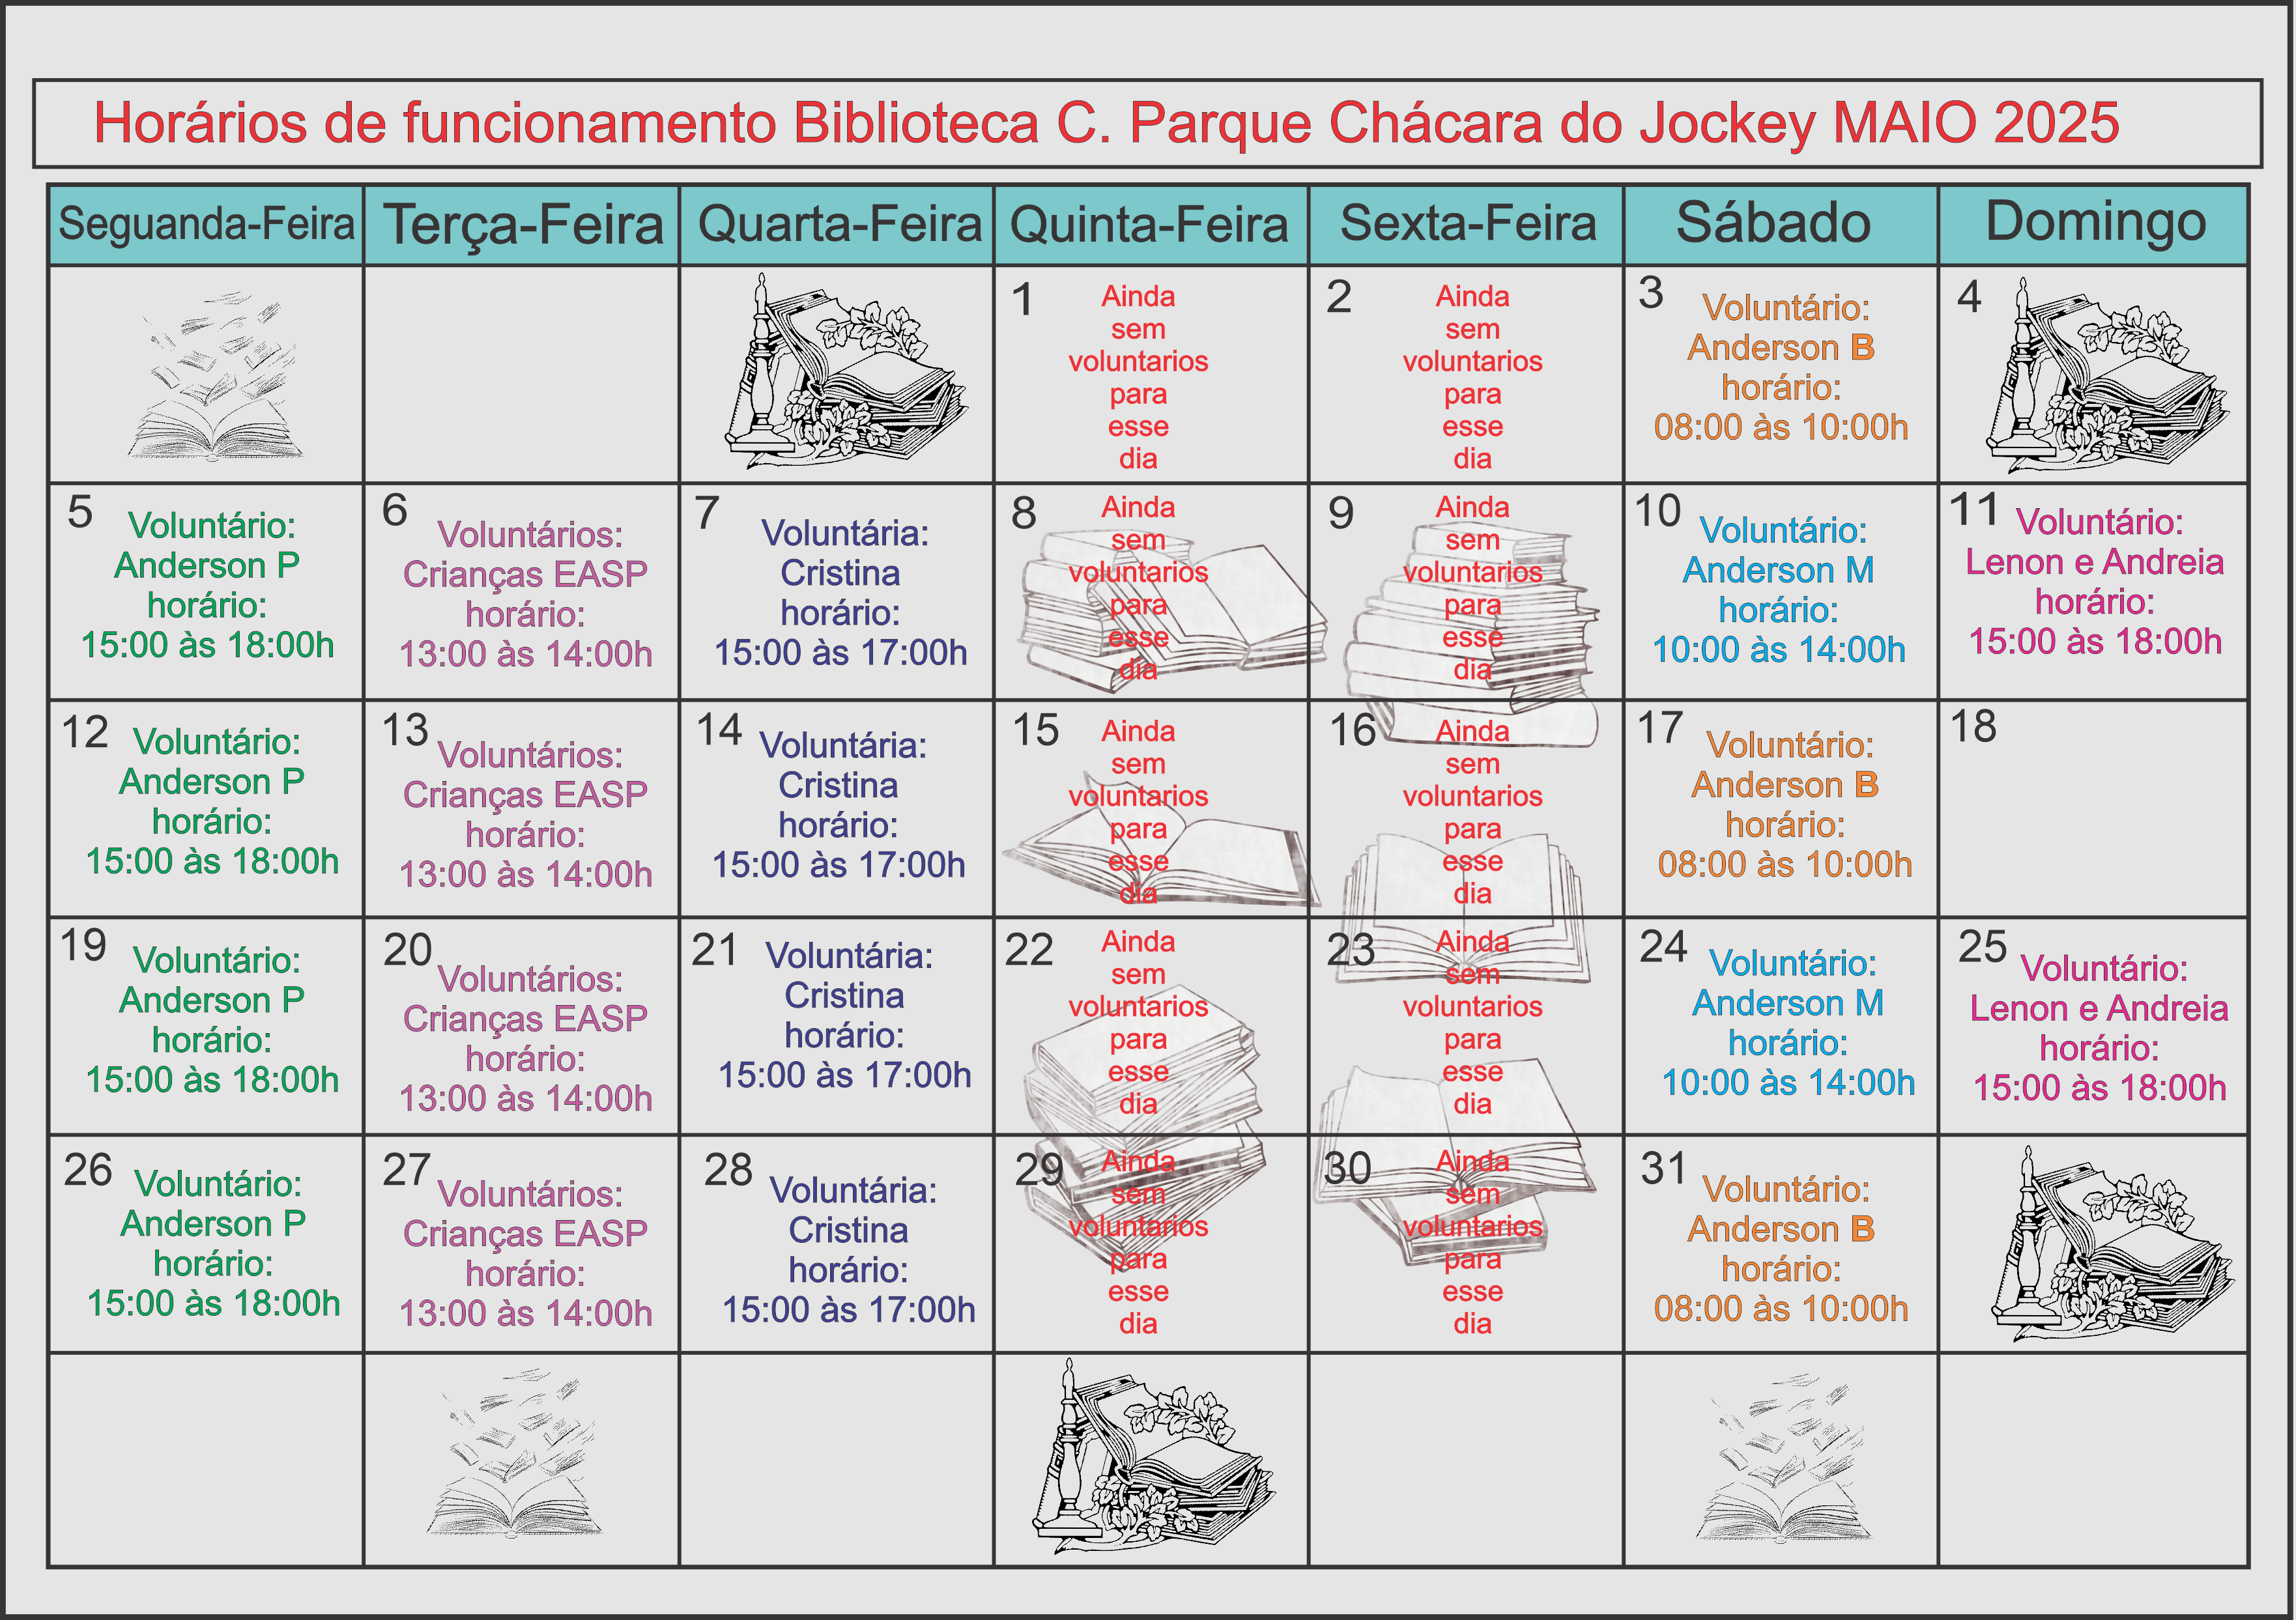 Horários de funcionamento Biblioteca C. Parque Chácara do Jockey MAIO 2025
Seguanda-Feira
Terça-Feira
Quarta-Feira
Quinta-Feira
Sexta-Feira
Sábado
Domingo
1
Ainda
sem
voluntarios
para
esse
dia
2
Ainda
sem
voluntarios
para
esse
dia
3
Voluntário:
Anderson B
horário:
08:00 às 10:00h
4
5
Voluntário:
Anderson P
horário:
15:00 às 18:00h
6
Voluntários:
Crianças EASP
horário:
13:00 às 14:00h
7
Voluntária:
Cristina
horário:
15:00 às 17:00h
8
Ainda
sem
voluntarios
para
esse
dia
9
Ainda
sem
voluntarios
para
esse
dia
10
Voluntário:
Anderson M
horário:
10:00 às 14:00h
11
Voluntário:
Lenon e Andreia
horário:
15:00 às 18:00h
12
Voluntário:
Anderson P
horário:
15:00 às 18:00h
13
Voluntários:
Crianças EASP
horário:
13:00 às 14:00h
14
Voluntária:
Cristina
horário:
15:00 às 17:00h
15
Ainda
sem
voluntarios
para
esse
dia
16
Ainda
sem
voluntarios
para
esse
dia
17
Voluntário:
Anderson B
horário:
08:00 às 10:00h
18
19
Voluntário:
Anderson P
horário:
15:00 às 18:00h
20
Voluntários:
Crianças EASP
horário:
13:00 às 14:00h
21
Voluntária:
Cristina
horário:
15:00 às 17:00h
22
Ainda
sem
voluntarios
para
esse
dia
23
Ainda
sem
voluntarios
para
esse
dia
24
Voluntário:
Anderson M
horário:
10:00 às 14:00h
25
Voluntário:
Lenon e Andreia
horário:
15:00 às 18:00h
26
Voluntário:
Anderson P
horário:
15:00 às 18:00h
27
Voluntários:
Crianças EASP
horário:
13:00 às 14:00h
28
Voluntária:
Cristina
horário:
15:00 às 17:00h
29
Ainda
sem
voluntarios
para
esse
dia
30
Ainda
sem
voluntarios
para
esse
dia
31
Voluntário:
Anderson B
horário:
08:00 às 10:00h